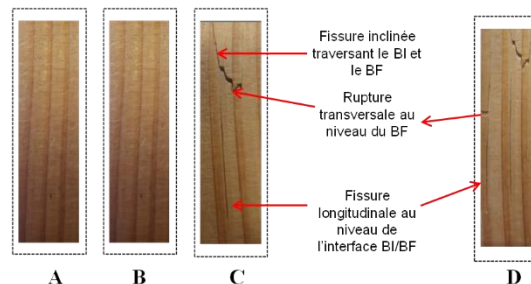 Fissure inclinée
traversant le BI et
le BF
Rupture
transversale au
niveau du BF
Fissure
longitudinale au
niveau de
l'interface BI/BF
A
B
C
D